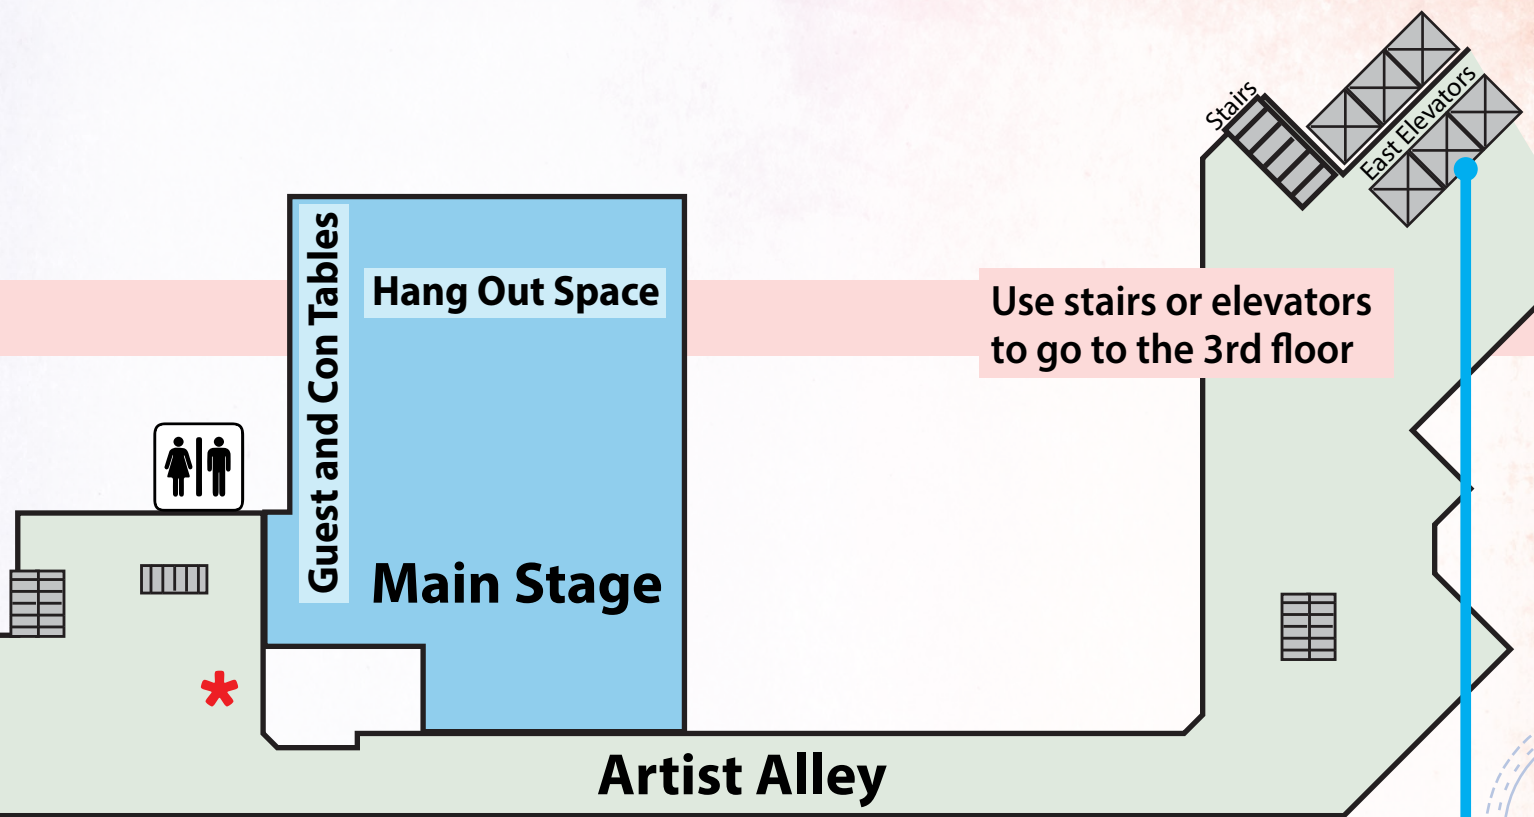 Stairs
East Elevators
Guest and Con Tables
Hang Out Space
Use stairs or elevators
to go to the 3rd floor
Main Stage
*
Artist Alley